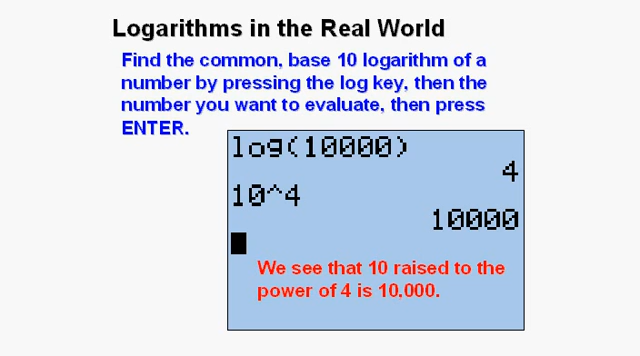 Logarithms in the Real World
Find the common, base 10 logarithm of a
number by pressing the log key, then the
number you want to evaluate, then press
ENTER.
log(10000)
4
10^4
10000
We see that 10 raised to the
power of 4 is 10,000.